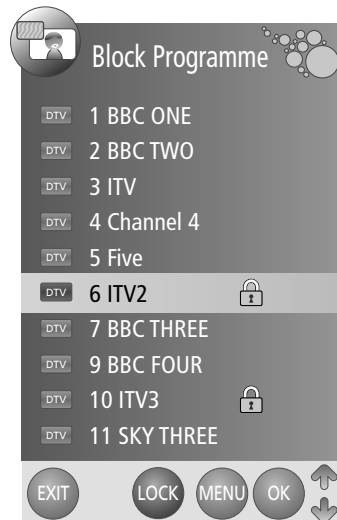 Block Programme
DTV 1 BBC ONE
DTV 2 BBC TWO
DTV 3 ITV
DTV 4 Channel 4
DTV 5 Five
DTV 6 ITV2
DTV 7 BBC THREE
DTV 9 BBC FOUR
DTV 10 ITV3
DTV 11 SKY THREE
EXIT LOCK MENU OK